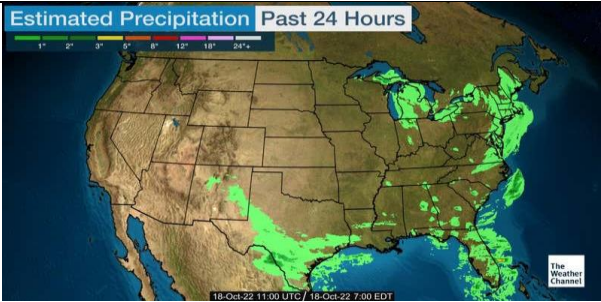 Estimated Precipitation Past 24 Hours
1" 2" 3" 5" 8" 12" 18" 24"+
The
Weather
Channel
18-Oct-22 11:00 UTC / 18-Oct-22 7:00 EDT